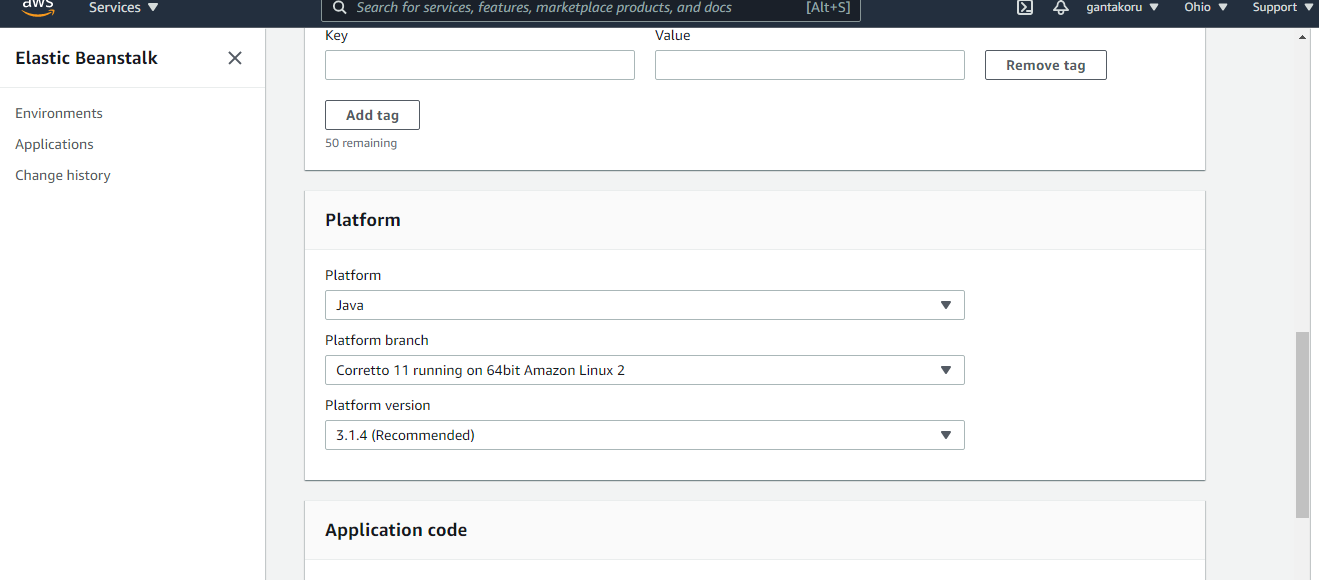 aws Services Search for services, features, marketplace products, and docs [Alt+S] gantakoru Ohio Support
Elastic Beanstalk
Environments
Applications
Change history
Key Value
Remove tag
Add tag
50 remaining
Platform
Platform
Java
Platform branch
Corretto 11 running on 64bit Amazon Linux 2
Platform version
3.1.4 (Recommended)
Application code